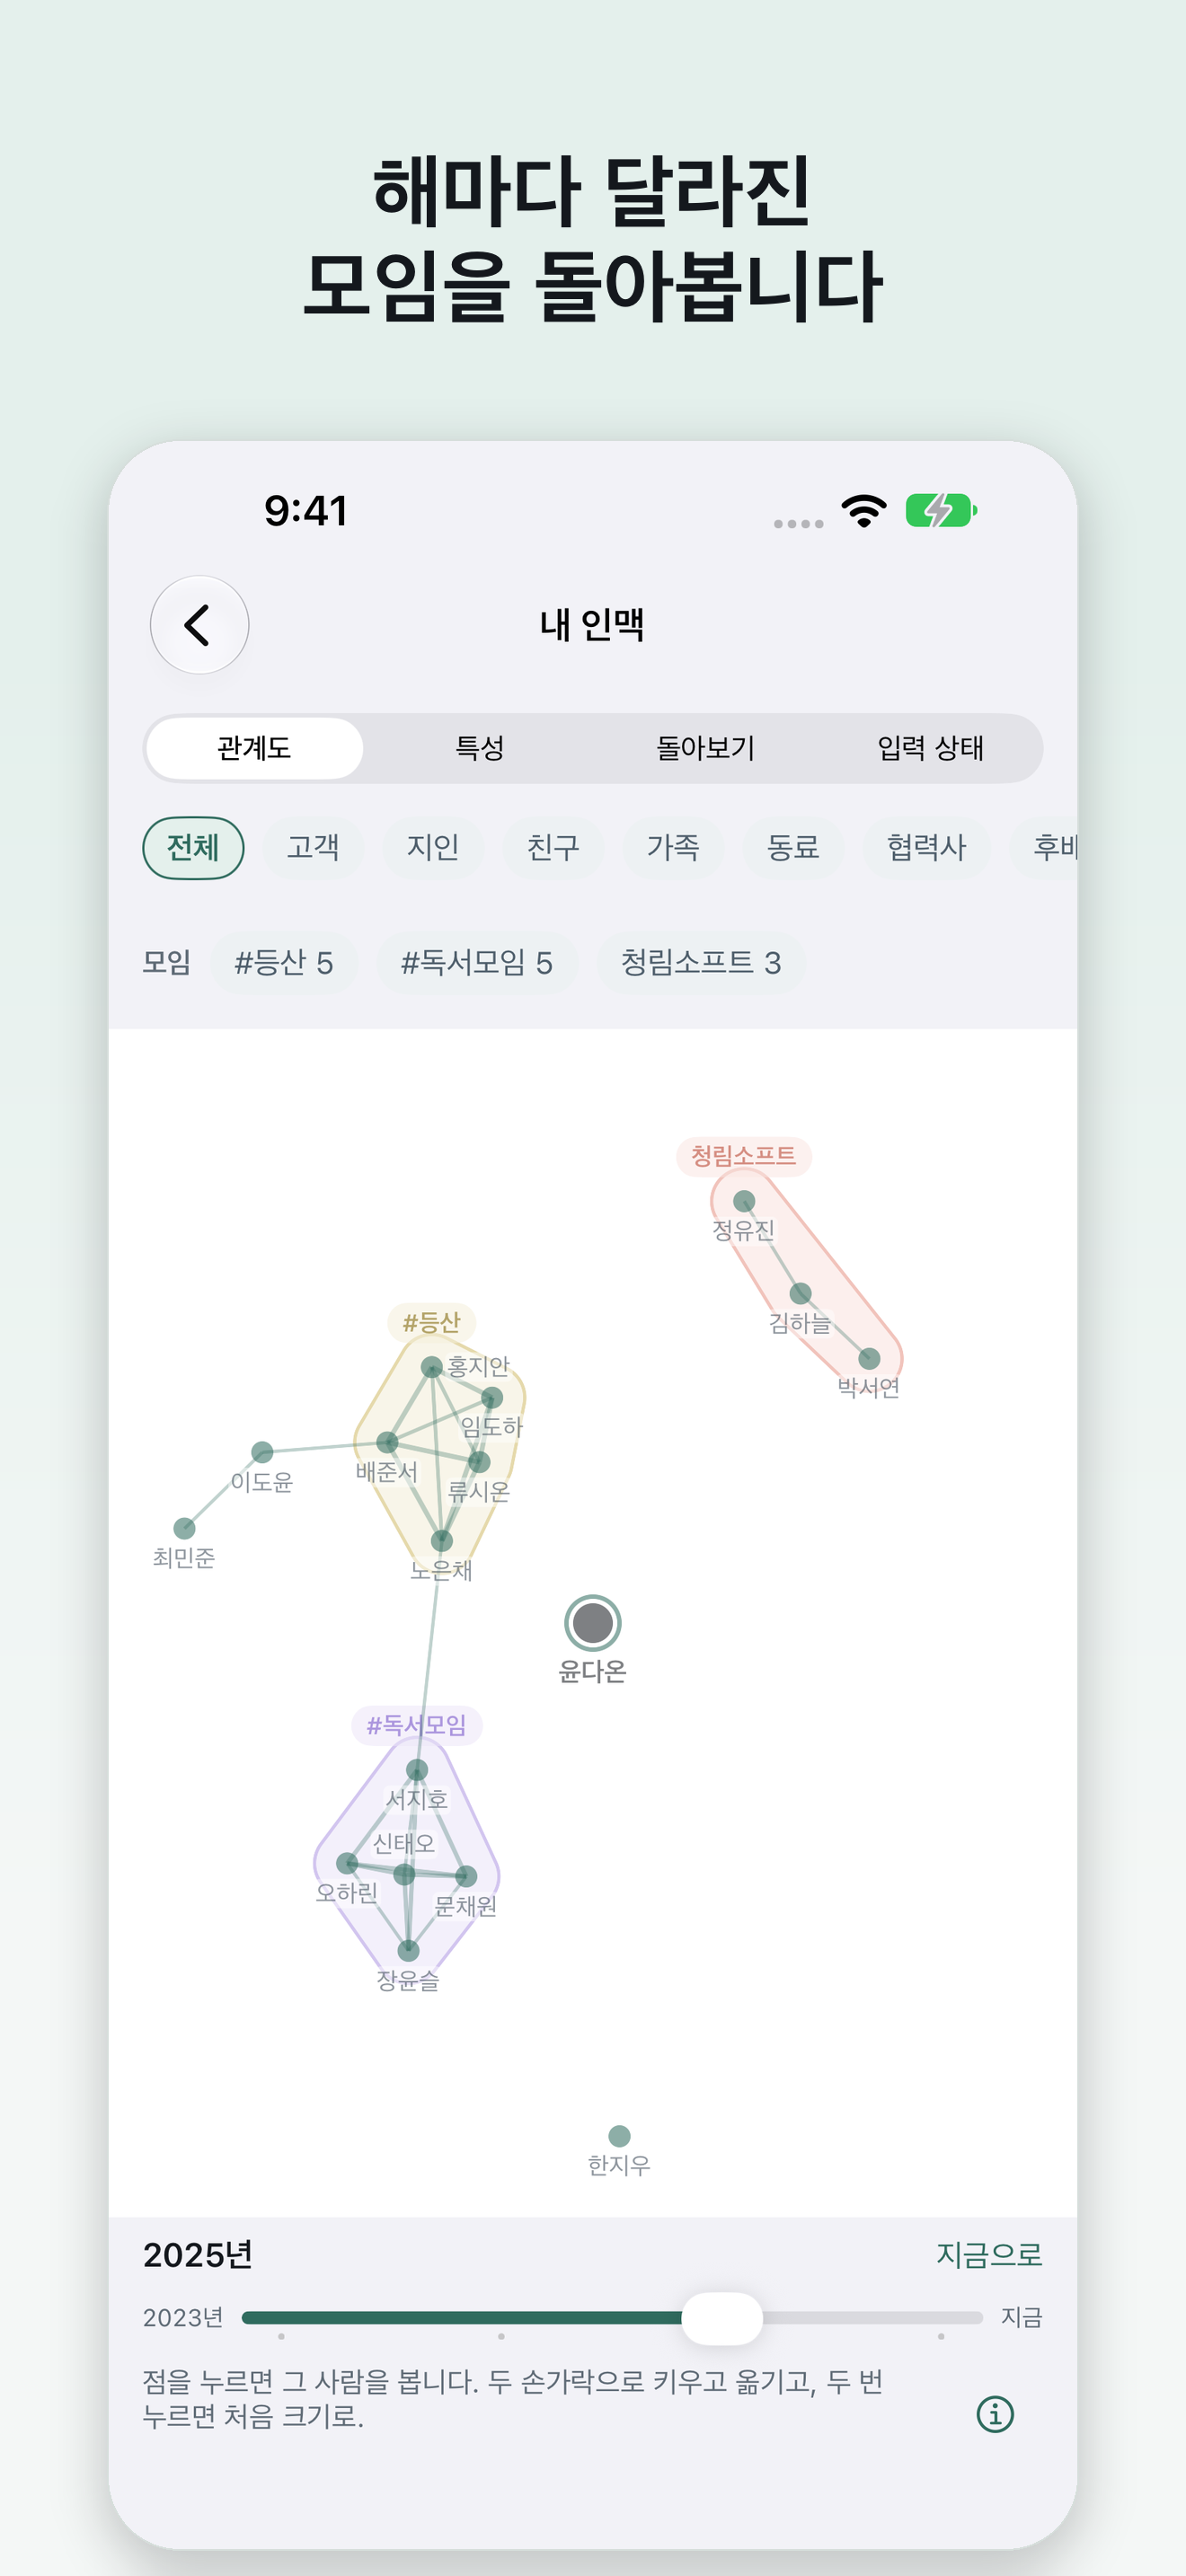 해마다 달라진
모임을 돌아봅니다
9:41
내 인맥
관계도 특성 돌아보기 입력 상태
전체 고객 지인 친구 가족 동료 협력사
모임 #등산 5 #독서모임 5 청림소프트 3
청림소프트
정유진
김하늘
박서연
#등산
홍지안
임도하
배준서
류시온
이도윤
최민준
노은채
윤다온
#독서모임
서지호
신태오
오하린
문채원
장윤슬
한지우
2025년 지금으로
2023년 지금
점을 누르면 그 사람을 봅니다. 두 손가락으로 키우고 옮기고, 두 번
누르면 처음 크기로.